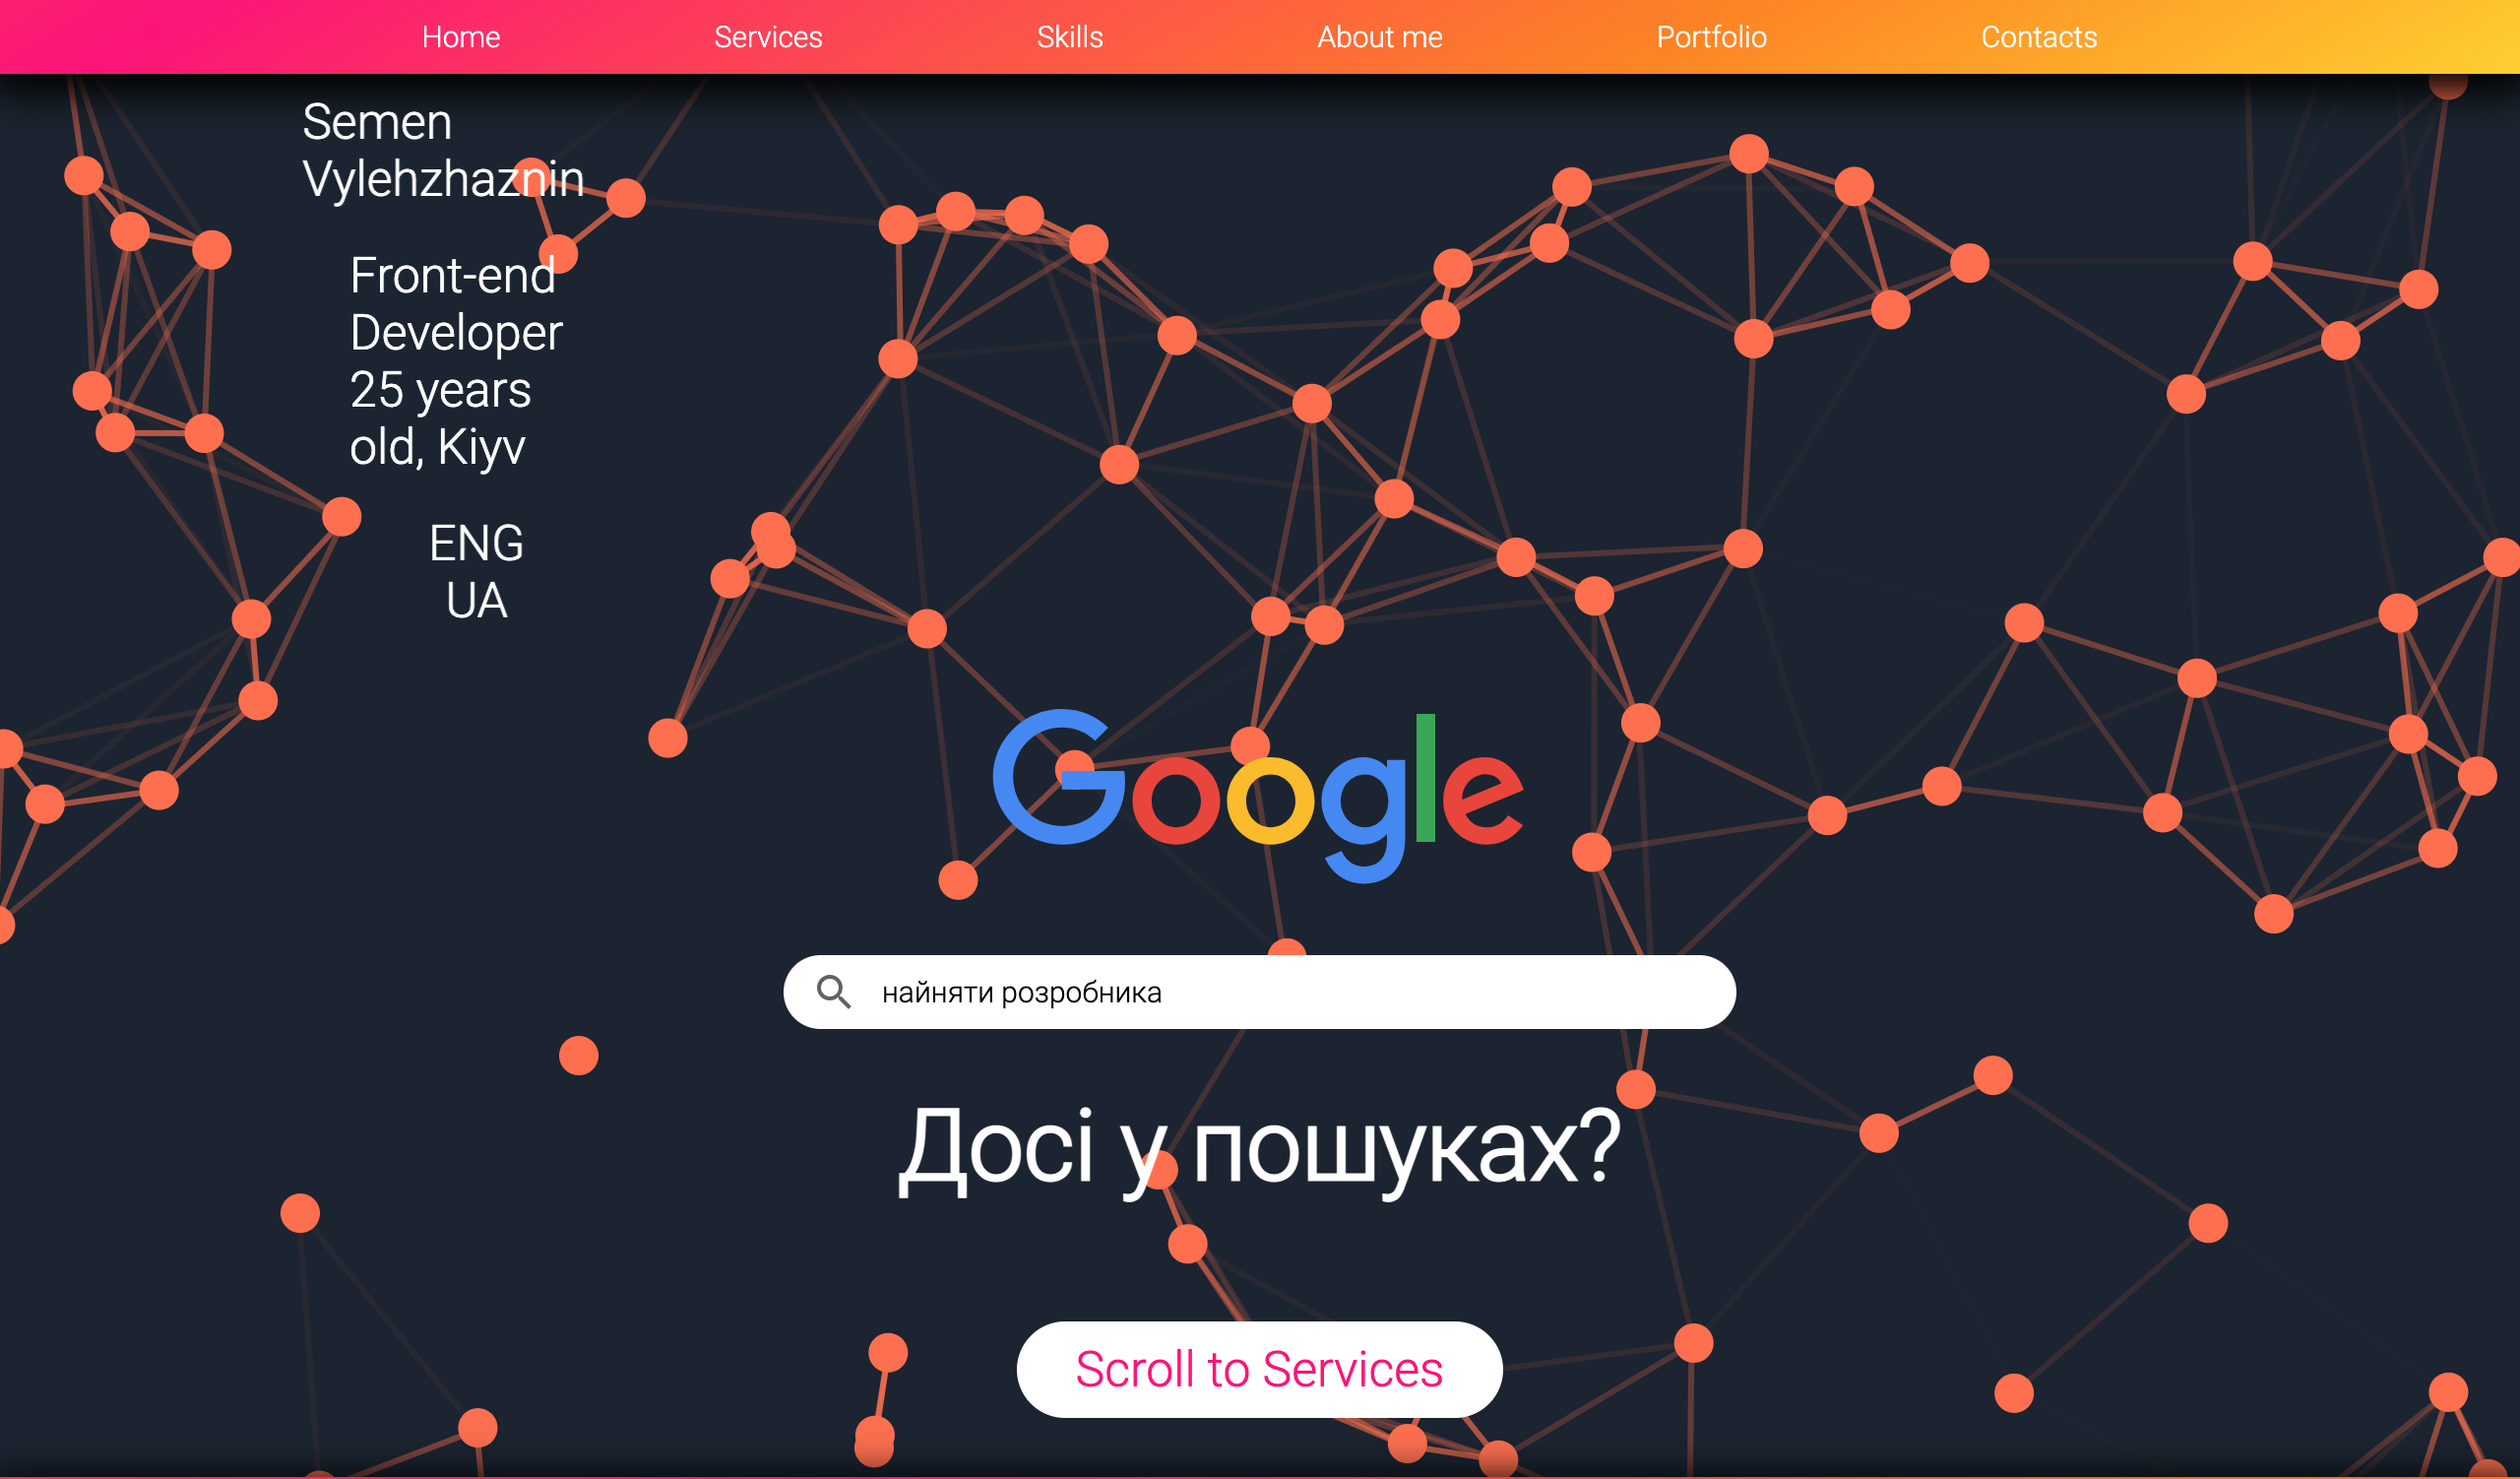 Home Services Skills About me Portfolio Contacts
Semen
Vylehzhaznin
Front-end
Developer
25 years
old, Kiyv
ENG
UA
Google
найняти розробника
Досі у пошуках?
Scroll to Services